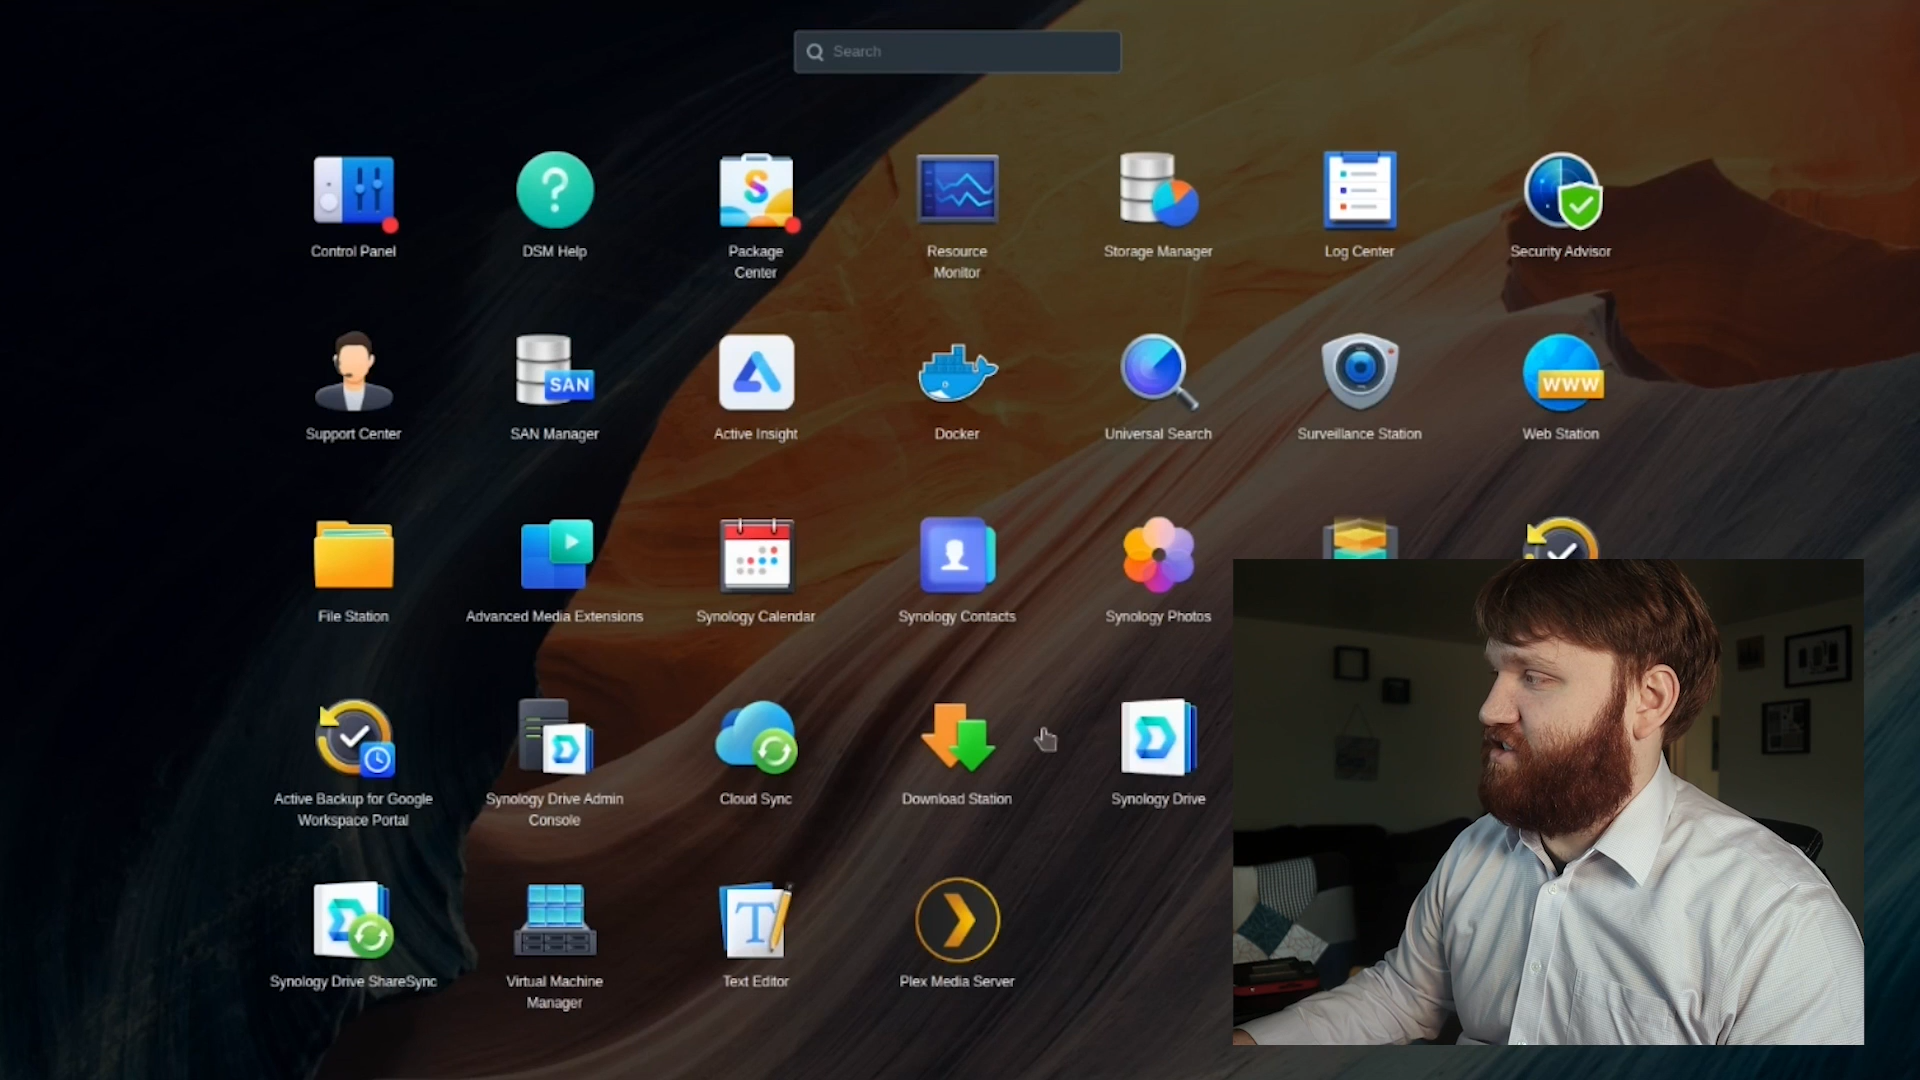 Search
Control Panel
DSM Help
Package
Center
Resource
Monitor
Storage Manager
Log Center
Security Advisor
Support Center
SAN
SAN Manager
Active Insight
Docker
Universal Search
Surveillance Station
WWW
Web Station
File Station
Advanced Media Extensions
Synology Calendar
Synology Contacts
Synology Photos
Active Backup for Google
Workspace Portal
Synology Drive Admin
Console
Cloud Sync
Download Station
Synology Drive
Synology Drive ShareSync
Virtual Machine
Manager
T
Text Editor
Plex Media Server